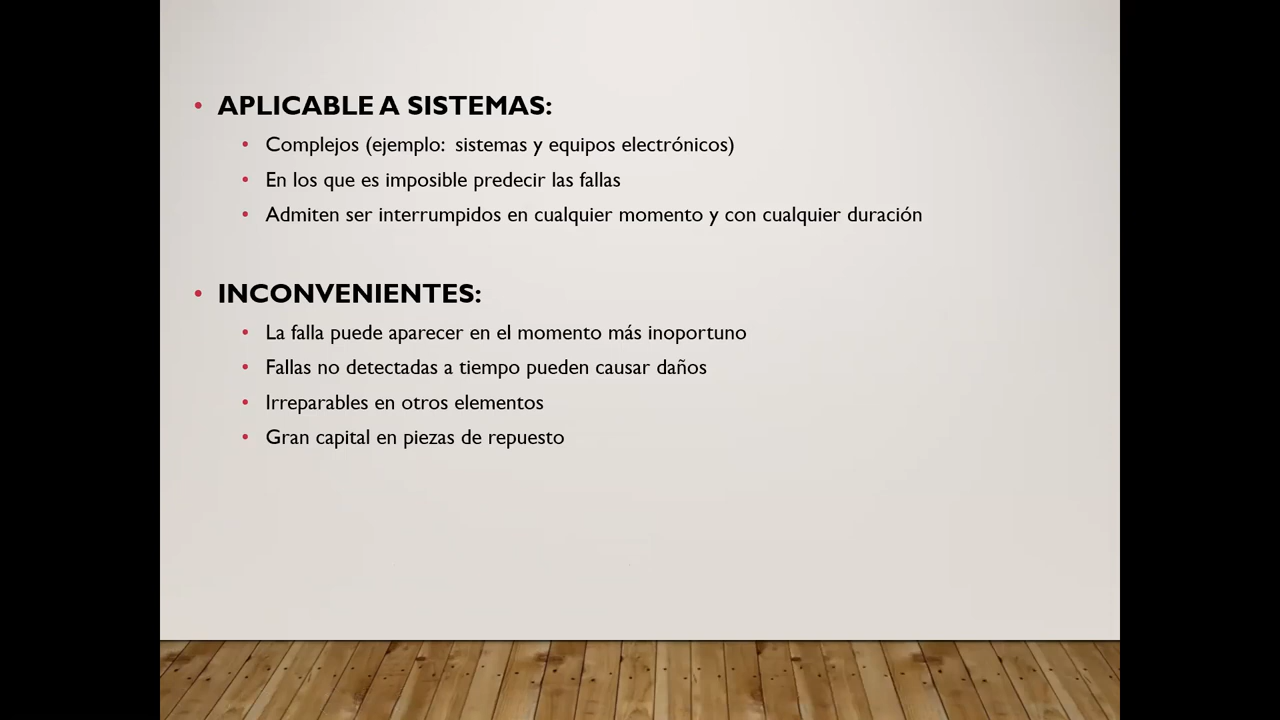 • APLICABLE A SISTEMAS:
• Complejos (ejemplo:  sistemas y equipos electrónicos)
• En los que es imposible predecir las fallas
• Admiten ser interrumpidos en cualquier momento y con cualquier duración
• INCONVENIENTES:
• La falla puede aparecer en el momento más inoportuno
• Fallas no detectadas a tiempo pueden causar daños
• Irreparables en otros elementos
• Gran capital en piezas de repuesto